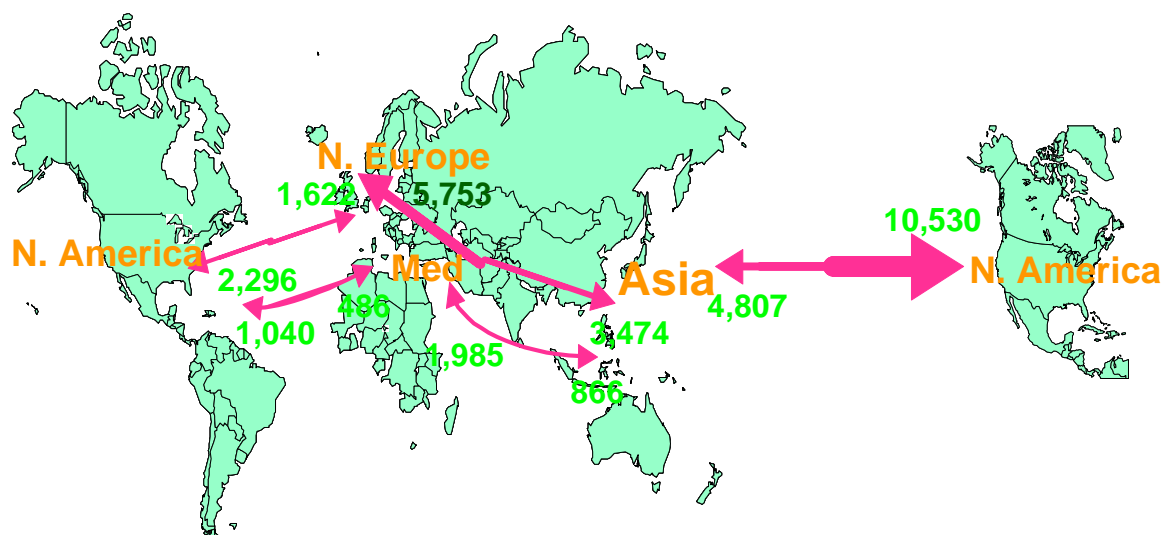 N. Europe
1,622
5,753
10,530
N. America
Med
Asia
N. America
2,296
486
4,807
1,040
3,474
1,985
866